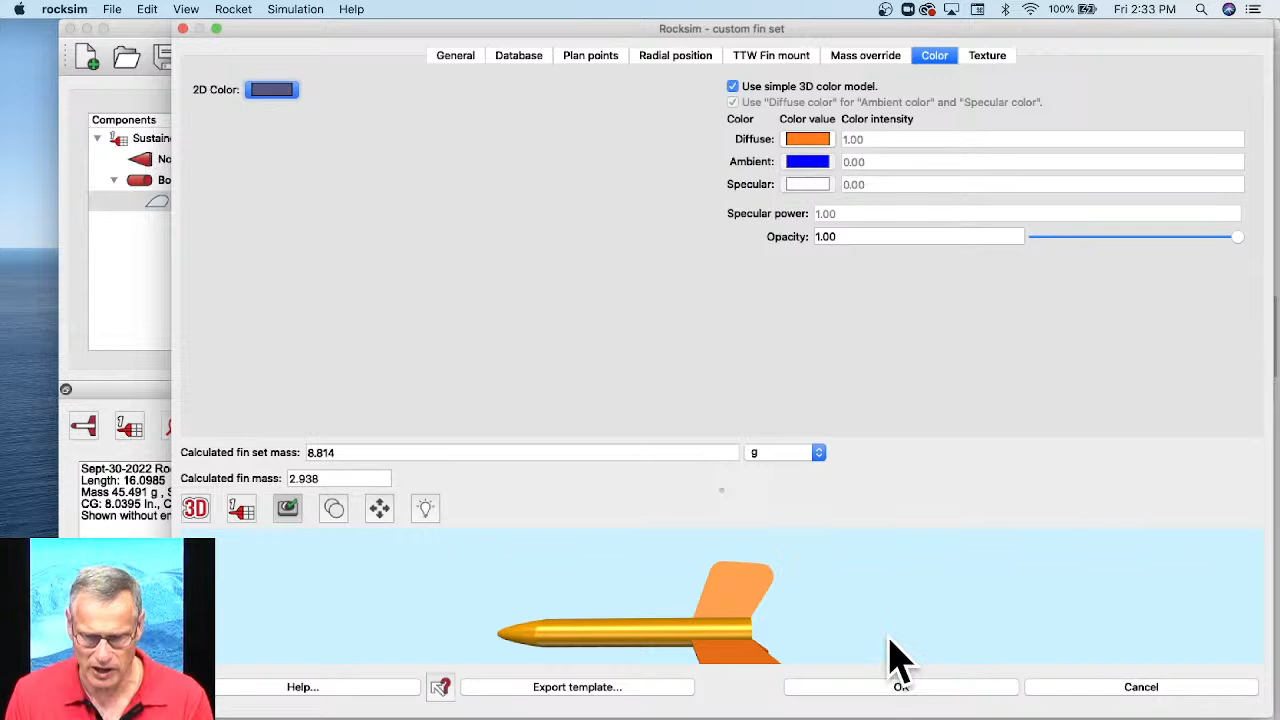 rocksim File Edit View Rocket Simulation Help 100% Fri 2:33 PM
Rocksim - custom fin set
General Database Plan points Radial position TTW Fin mount Mass override Color Texture
2D Color:
Use simple 3D color model.
Use "Diffuse color" for "Ambient color" and "Specular color".
Color Color value Color intensity
Diffuse: 1.00
Ambient: 0.00
Specular: 0.00
Specular power: 1.00
Opacity: 1.00
Components
Sustaine
No
Bo
Calculated fin set mass: 8.814 g
Calculated fin mass: 2.938
3D
Sept-30-2022 Ro
Length: 16.0985
Mass 45.491 g , S
CG: 8.0395 In., C
Shown without en
Help... Export template... OK Cancel